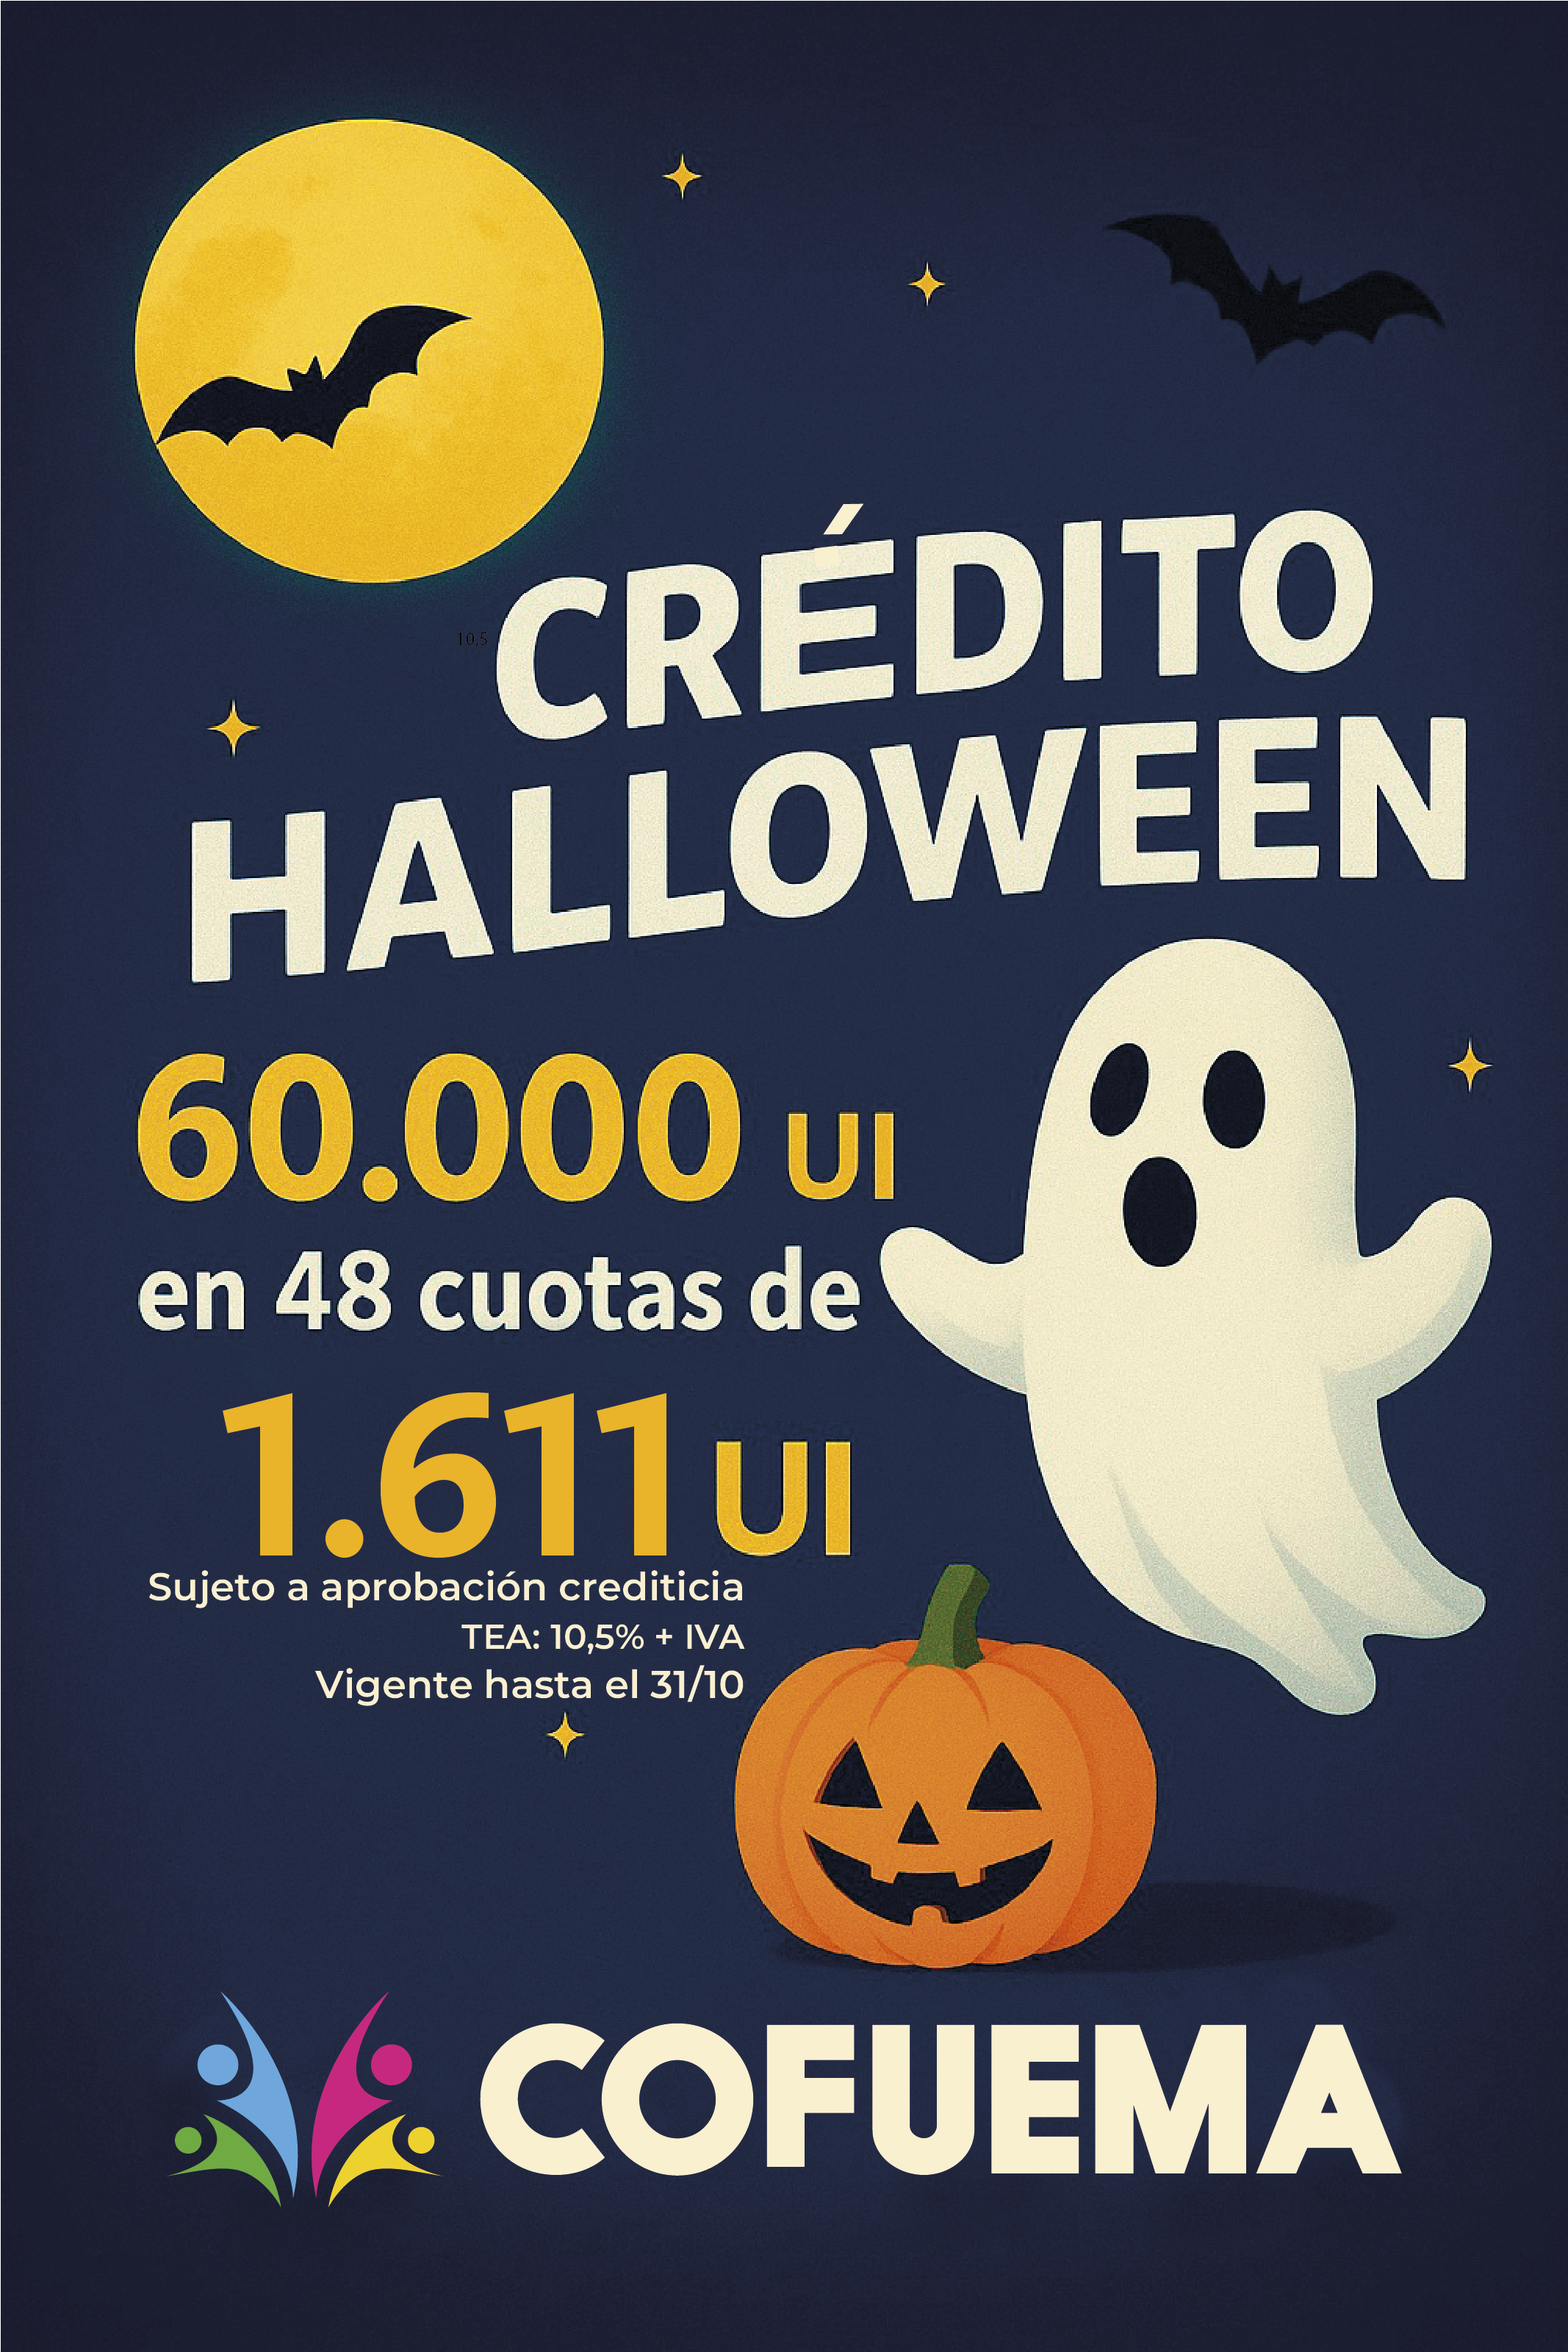 10,5
CRÉDITO
HALLOWEEN
60.000 UI
en 48 cuotas de
1.611 UI
Sujeto a aprobación crediticia
TEA: 10,5% + IVA
Vigente hasta el 31/10
COFUEMA